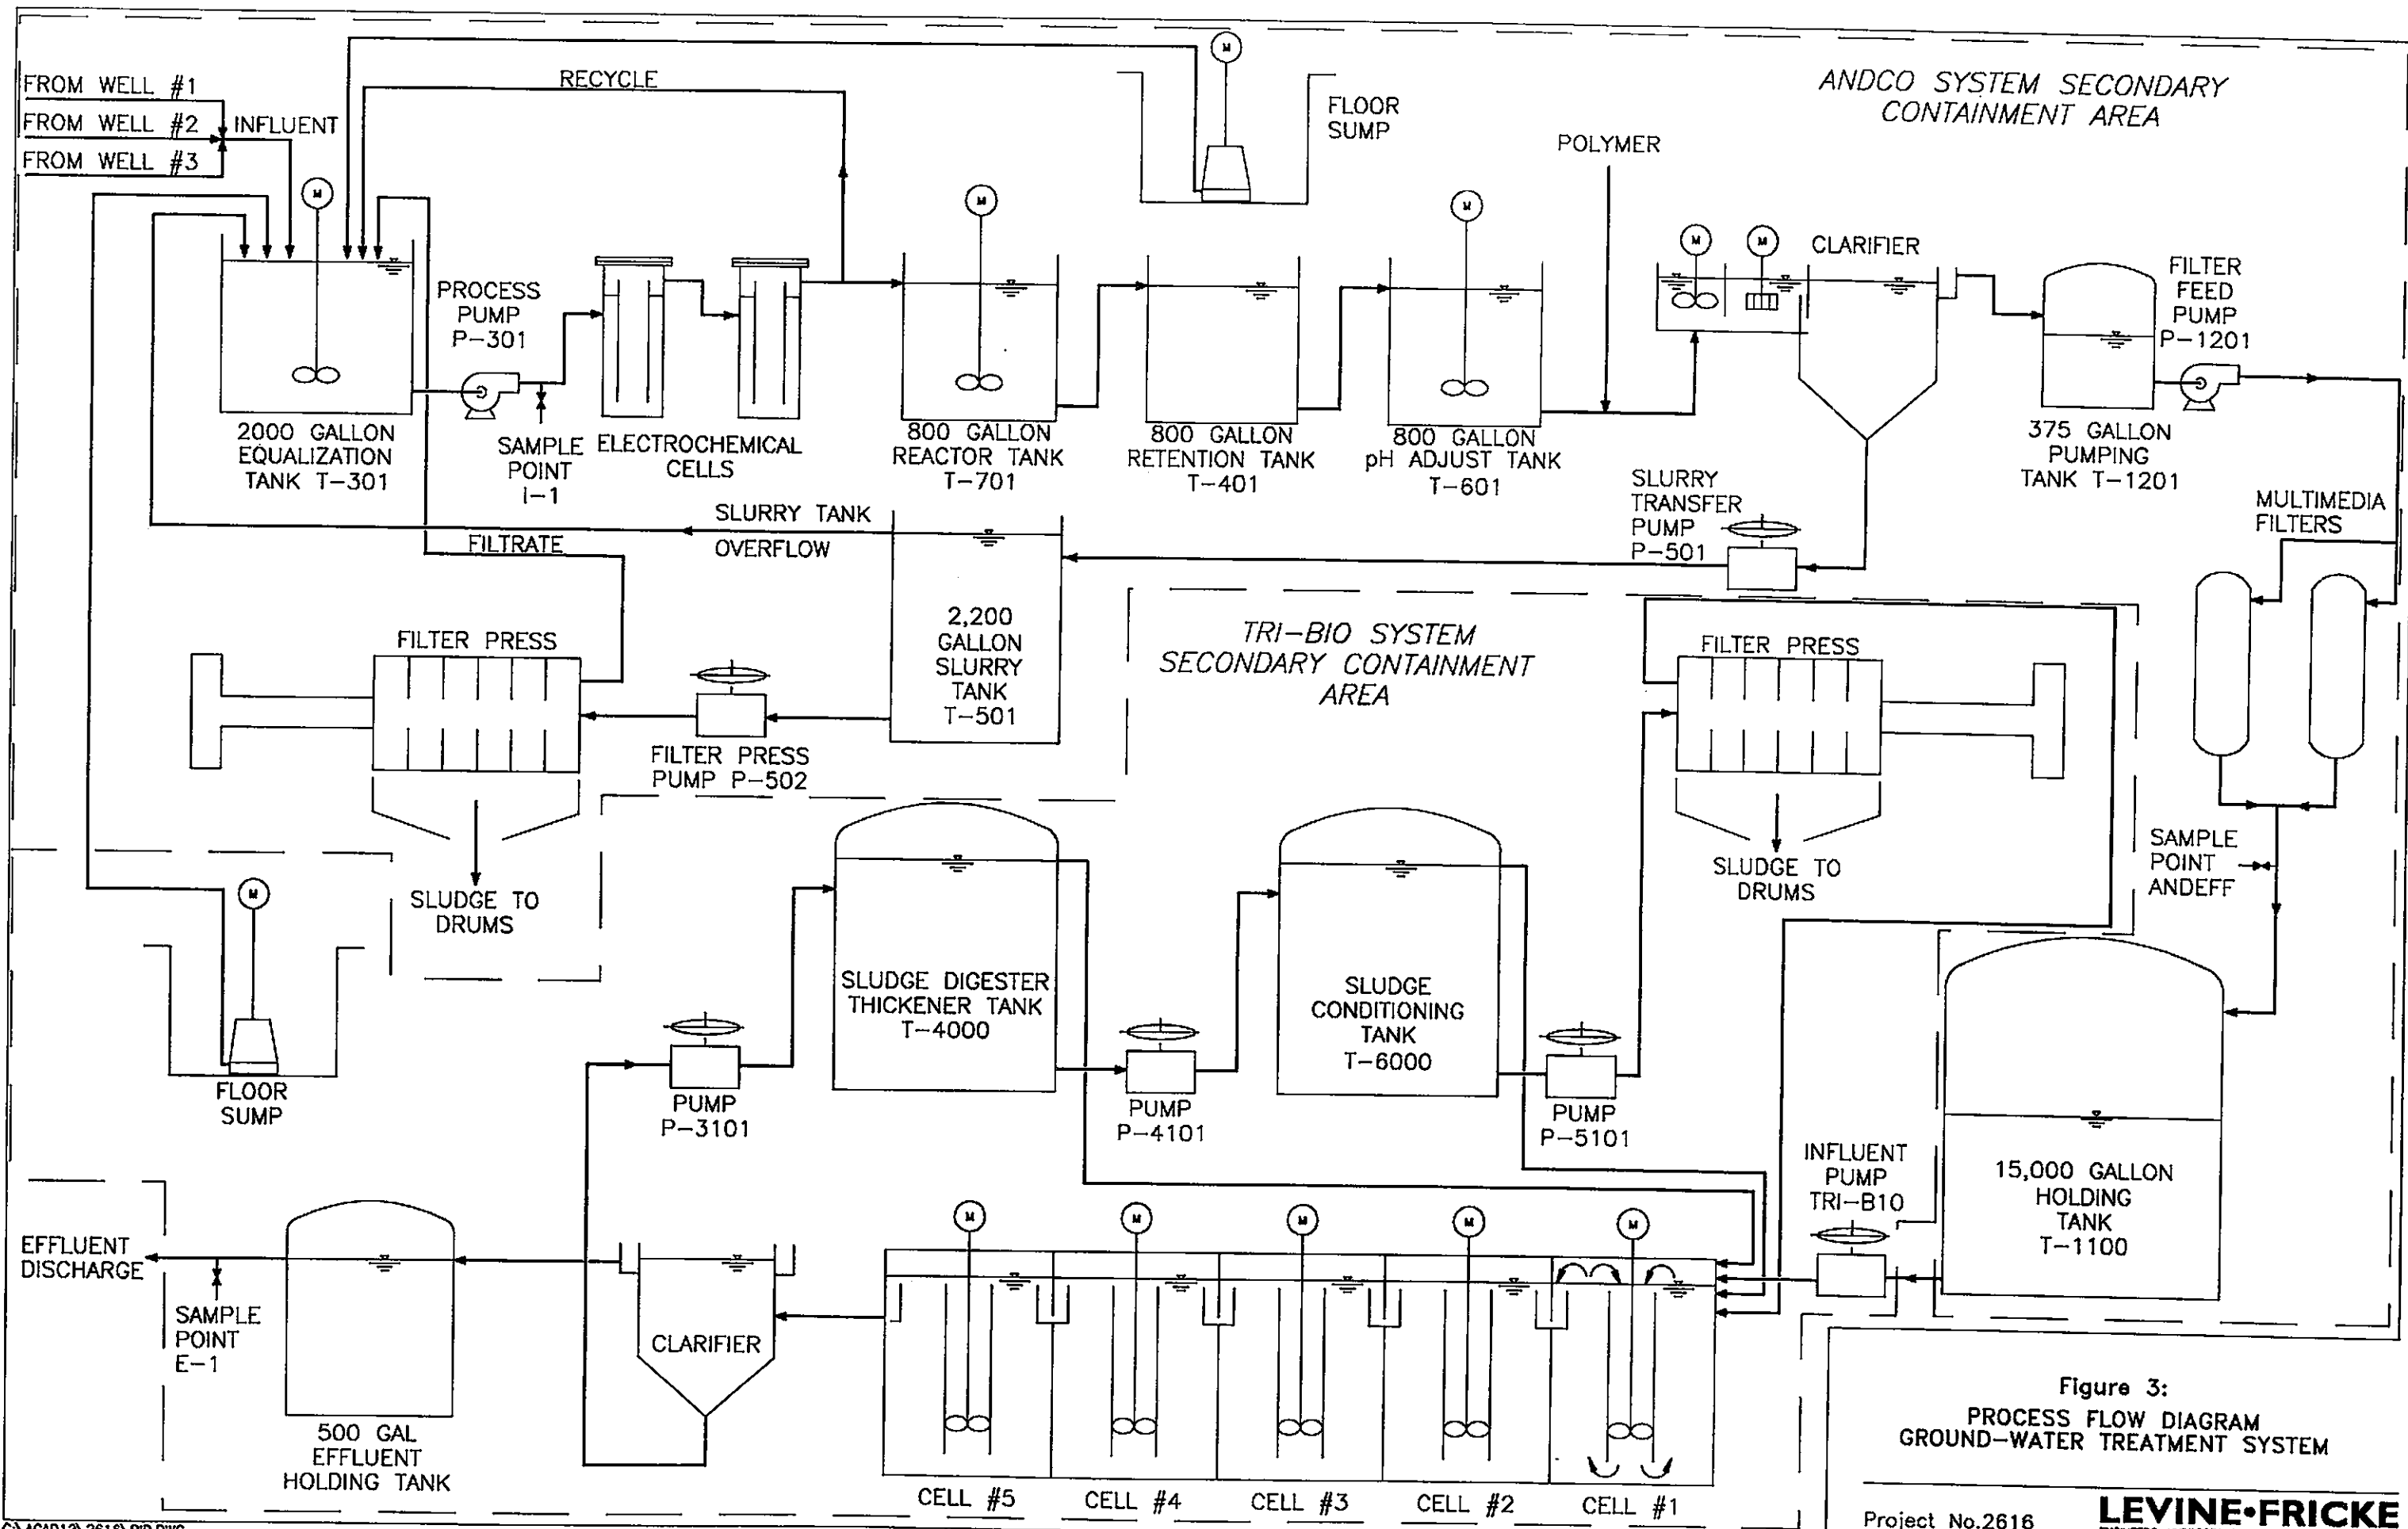 FROM WELL #1
FROM WELL #2
FROM WELL #3
INFLUENT
RECYCLE
M
FLOOR
SUMP
ANDCO SYSTEM SECONDARY
CONTAINMENT AREA
POLYMER
M
M
M
M
M
CLARIFIER
FILTER
FEED
PUMP
P-1201
PROCESS
PUMP
P-301
2000 GALLON
EQUALIZATION
TANK T-301
SAMPLE
POINT
I-1
ELECTROCHEMICAL
CELLS
800 GALLON
REACTOR TANK
T-701
800 GALLON
RETENTION TANK
T-401
800 GALLON
pH ADJUST TANK
T-601
375 GALLON
PUMPING
TANK T-1201
SLURRY
TRANSFER
PUMP
P-501
MULTIMEDIA
FILTERS
SLURRY TANK
OVERFLOW
FILTRATE
2,200
GALLON
SLURRY
TANK
T-501
TRI-BIO SYSTEM
SECONDARY CONTAINMENT
AREA
FILTER PRESS
FILTER PRESS
FILTER PRESS
PUMP P-502
SLUDGE TO
DRUMS
SLUDGE TO
DRUMS
SAMPLE
POINT
ANDEFF
M
FLOOR
SUMP
SLUDGE DIGESTER
THICKENER TANK
T-4000
SLUDGE
CONDITIONING
TANK
T-6000
PUMP
P-3101
PUMP
P-4101
PUMP
P-5101
INFLUENT
PUMP
TRI-B10
15,000 GALLON
HOLDING
TANK
T-1100
EFFLUENT
DISCHARGE
SAMPLE
POINT
E-1
500 GAL
EFFLUENT
HOLDING TANK
CLARIFIER
M
M
M
M
M
CELL #5
CELL #4
CELL #3
CELL #2
CELL #1
Figure 3:
PROCESS FLOW DIAGRAM
GROUND-WATER TREATMENT SYSTEM
Project No.2616
LEVINE•FRICKE